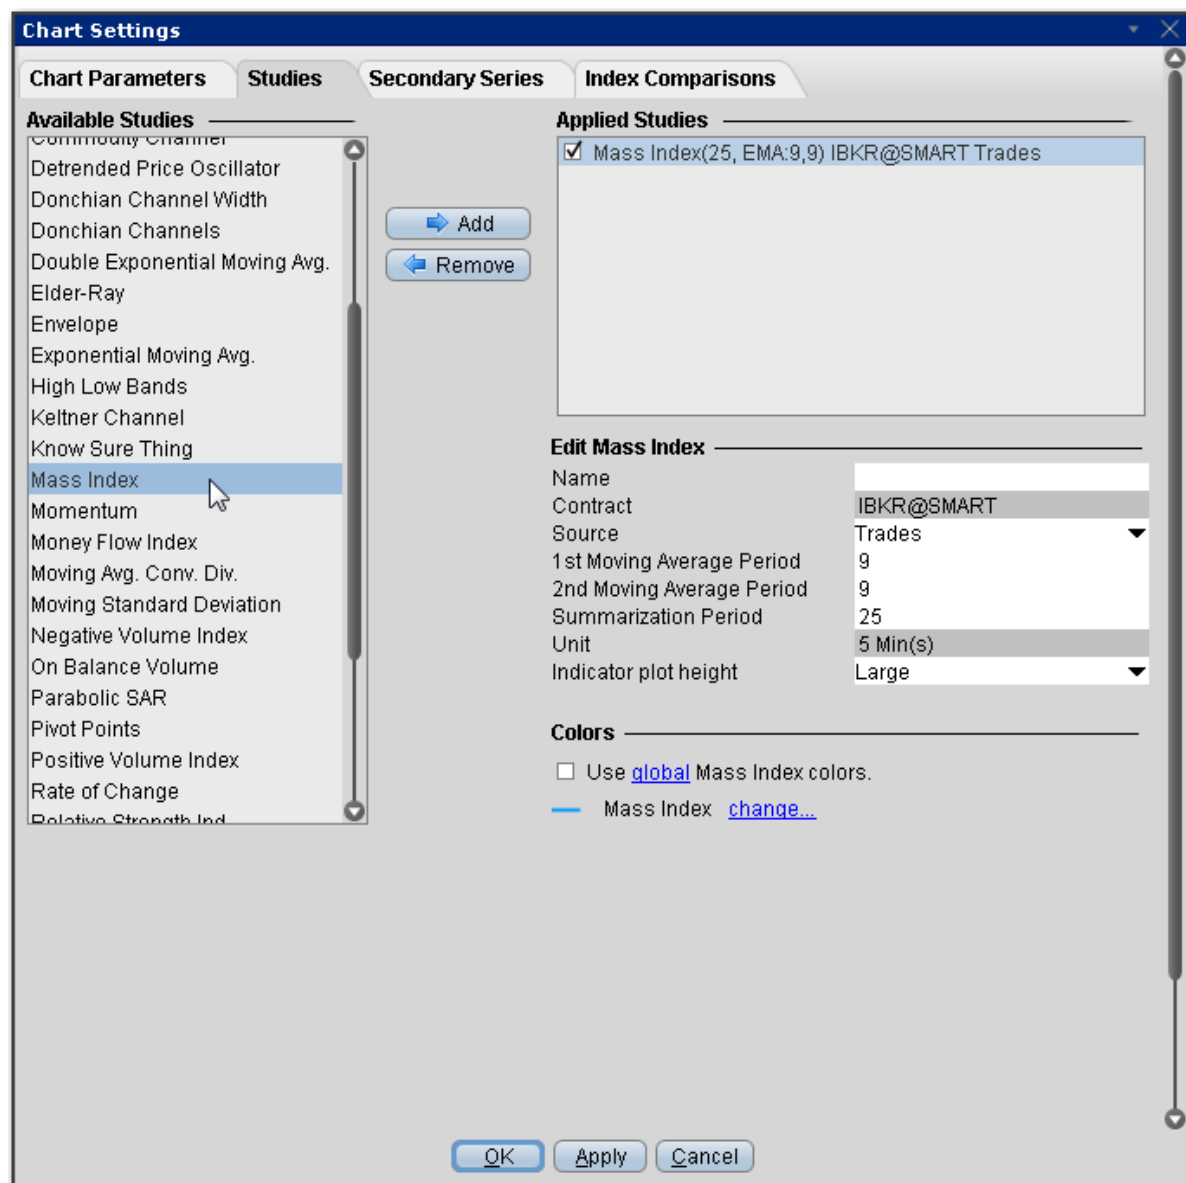 Chart Settings
Chart Parameters
Studies
Secondary Series
Index Comparisons
Available Studies
Commodity Channel
Detrended Price Oscillator
Donchian Channel Width
Donchian Channels
Double Exponential Moving Avg.
Elder-Ray
Envelope
Exponential Moving Avg.
High Low Bands
Keltner Channel
Know Sure Thing
Mass Index
Momentum
Money Flow Index
Moving Avg. Conv. Div.
Moving Standard Deviation
Negative Volume Index
On Balance Volume
Parabolic SAR
Pivot Points
Positive Volume Index
Rate of Change
Relative Strength Ind
Add
Remove
Applied Studies
Mass Index(25, EMA:9,9) IBKR@SMART Trades
Edit Mass Index
Name
Contract IBKR@SMART
Source Trades
1st Moving Average Period 9
2nd Moving Average Period 9
Summarization Period 25
Unit 5 Min(s)
Indicator plot height Large
Colors
Use global Mass Index colors.
Mass Index change...
OK
Apply
Cancel